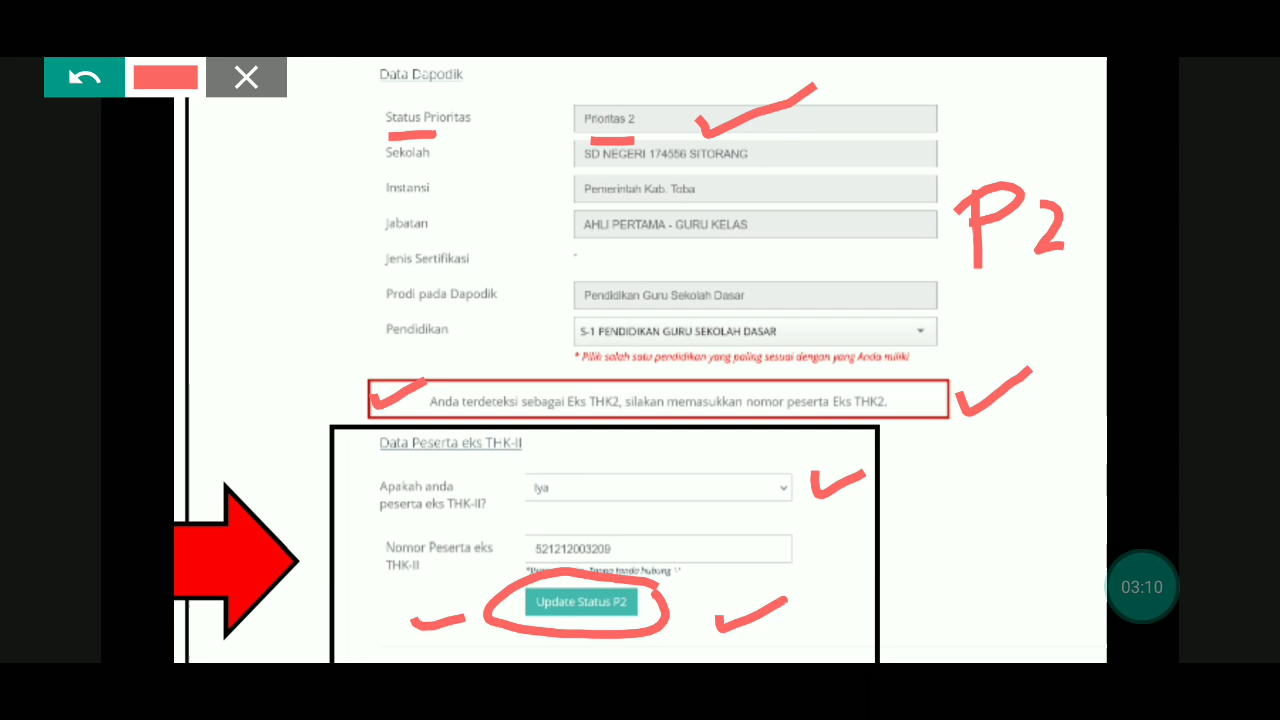 Data Dapodik
Status Prioritas Prioritas 2
Sekolah SD NEGERI 174556 SITORANG
Instansi Pemerintah Kab. Toba
P2
Jabatan AHLI PERTAMA - GURU KELAS
Jenis Sertifikasi -
Prodi pada Dapodik Pendidikan Guru Sekolah Dasar
Pendidikan S-1 PENDIDIKAN GURU SEKOLAH DASAR
* Pilih salah satu pendidikan yang paling sesuai dengan yang Anda miliki
Anda terdeteksi sebagai Eks THK2, silakan memasukkan nomor peserta Eks THK2.
Data Peserta eks THK-II
Apakah anda
peserta eks THK-II? Iya
Nomor Peserta eks
THK-II 521212003209
Tanpa tanda hubung '-'
Update Status P2
03:10